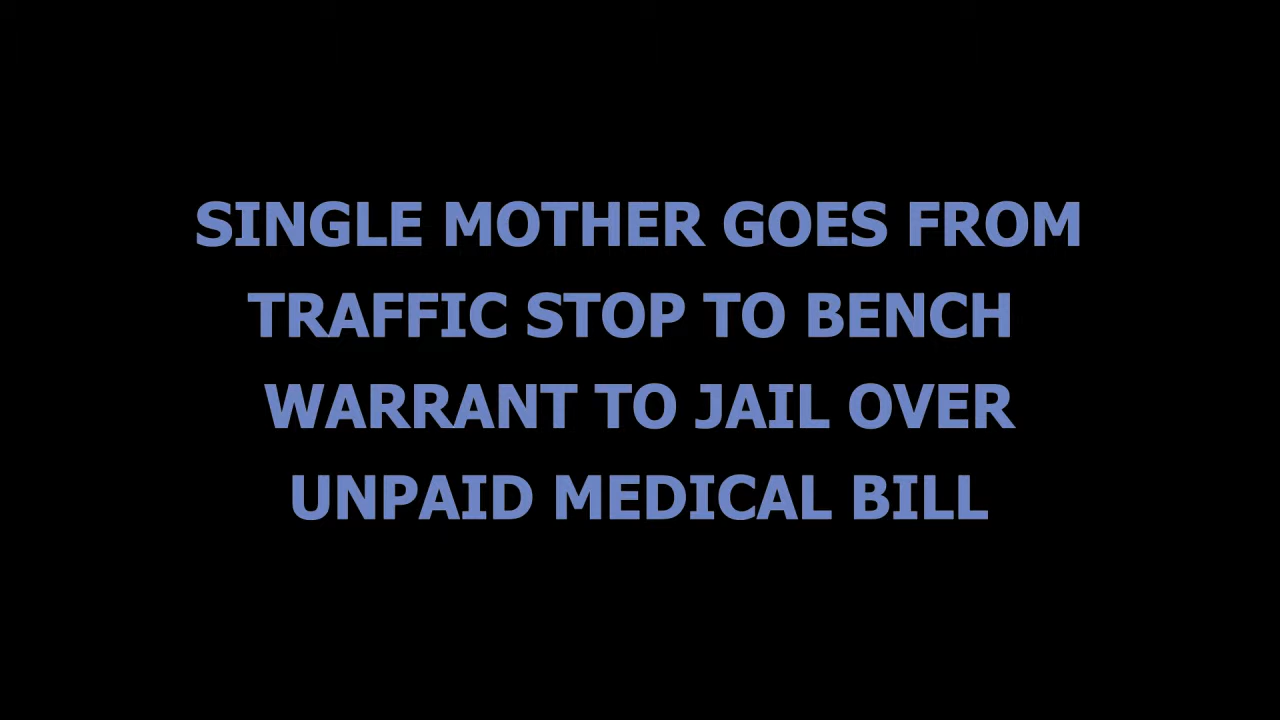 SINGLE MOTHER GOES FROM
TRAFFIC STOP TO BENCH
WARRANT TO JAIL OVER
UNPAID MEDICAL BILL